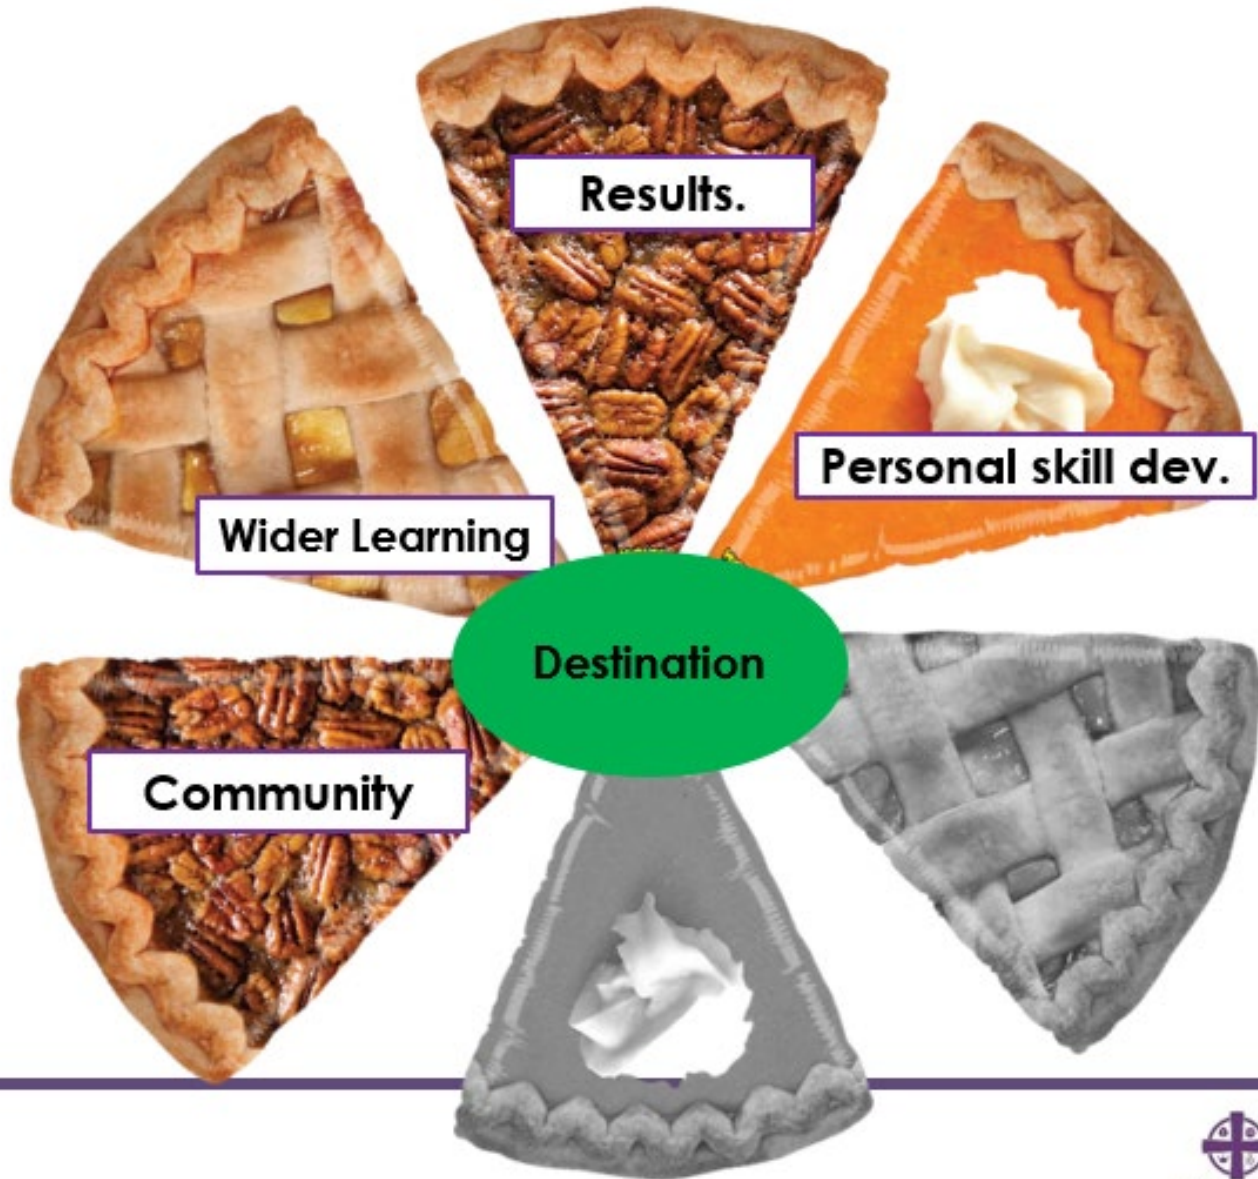 Results.
Personal skill dev.
Wider Learning
Destination
Community